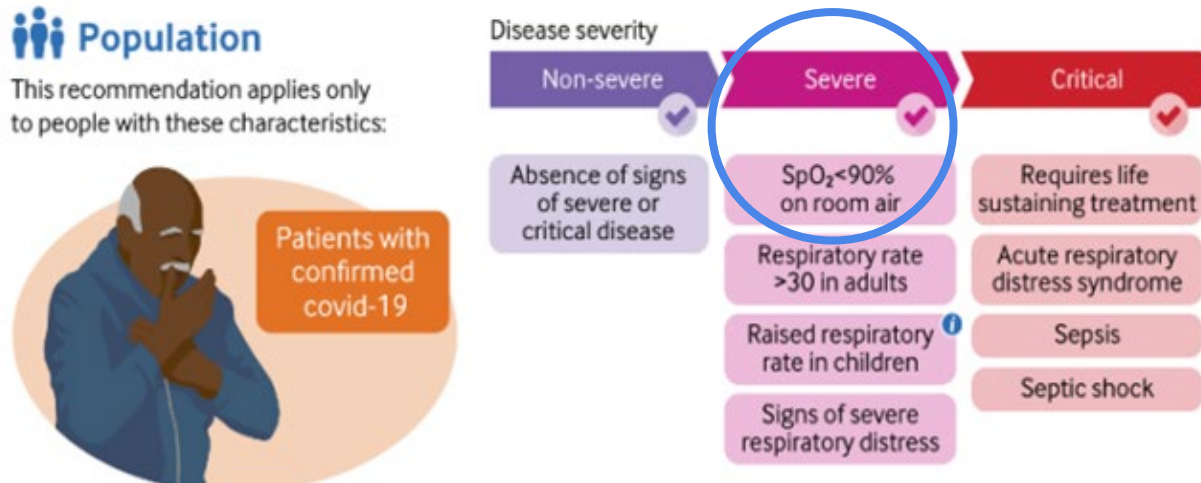 Population
This recommendation applies only
to people with these characteristics:
Patients with
confirmed
covid-19
Disease severity
Non-severe
Absence of signs
of severe or
critical disease
Severe
SpO₂<90%
on room air
Respiratory rate
>30 in adults
Raised respiratory
rate in children
i
Signs of severe
respiratory distress
Critical
Requires life
sustaining treatment
Acute respiratory
distress syndrome
Sepsis
Septic shock